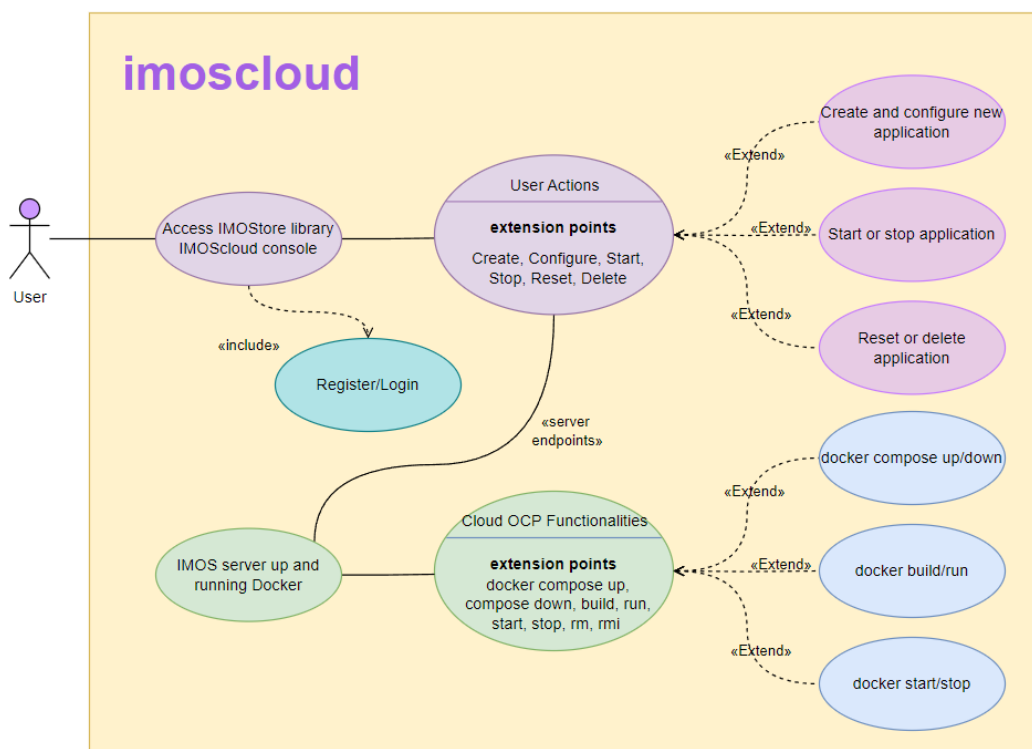 imoscloud
User
Access IMOStore library
IMOScloud console
«include»
Register/Login
User Actions
extension points
Create, Configure, Start,
Stop, Reset, Delete
«Extend»
Create and configure new
application
«Extend»
Start or stop application
«Extend»
Reset or delete
application
«server
endpoints»
IMOS server up and
running Docker
Cloud OCP Functionalities
extension points
docker compose up,
compose down, build, run,
start, stop, rm, rmi
«Extend»
docker compose up/down
«Extend»
docker build/run
«Extend»
docker start/stop